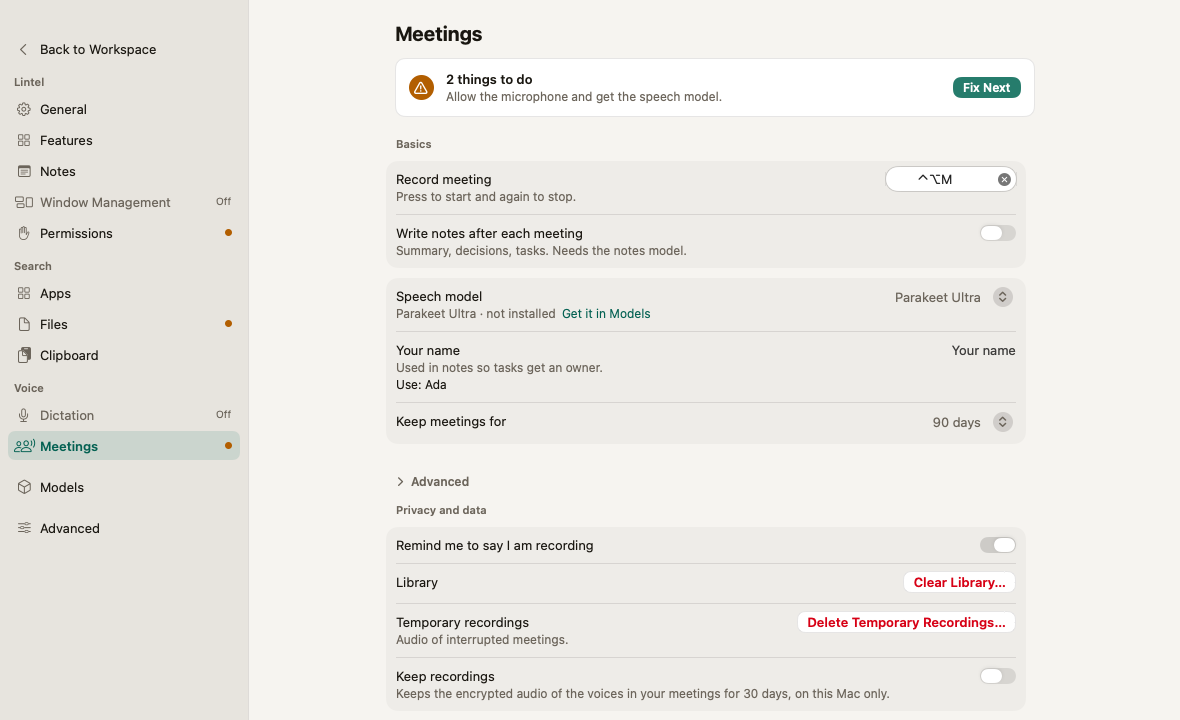 Back to Workspace
Lintel
General
Features
Notes
Window Management Off
Permissions
Search
Apps
Files
Clipboard
Voice
Dictation Off
Meetings
Models
Advanced
Meetings
2 things to do
Allow the microphone and get the speech model.
Fix Next
Basics
Record meeting
Press to start and again to stop.
⌃⌥M
Write notes after each meeting
Summary, decisions, tasks. Needs the notes model.
Speech model
Parakeet Ultra · not installed Get it in Models
Parakeet Ultra
Your name
Used in notes so tasks get an owner.
Use: Ada
Your name
Keep meetings for
90 days
Advanced
Privacy and data
Remind me to say I am recording
Library
Clear Library...
Temporary recordings
Audio of interrupted meetings.
Delete Temporary Recordings...
Keep recordings
Keeps the encrypted audio of the voices in your meetings for 30 days, on this Mac only.